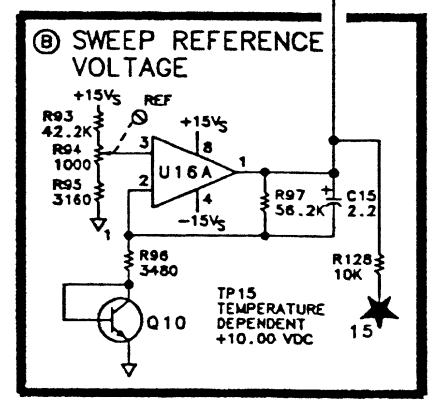 B SWEEP REFERENCE
VOLTAGE
+15VS
REF
R93
42.2K
+15VS
R94
1000
3
8
1
U16A
R95
3160
2
4
-15VS
R97
56.2K
+
C15
2.2
1
R96
3480
R128
10K
Q10
TP15
TEMPERATURE
DEPENDENT
+10.00 VDC
15